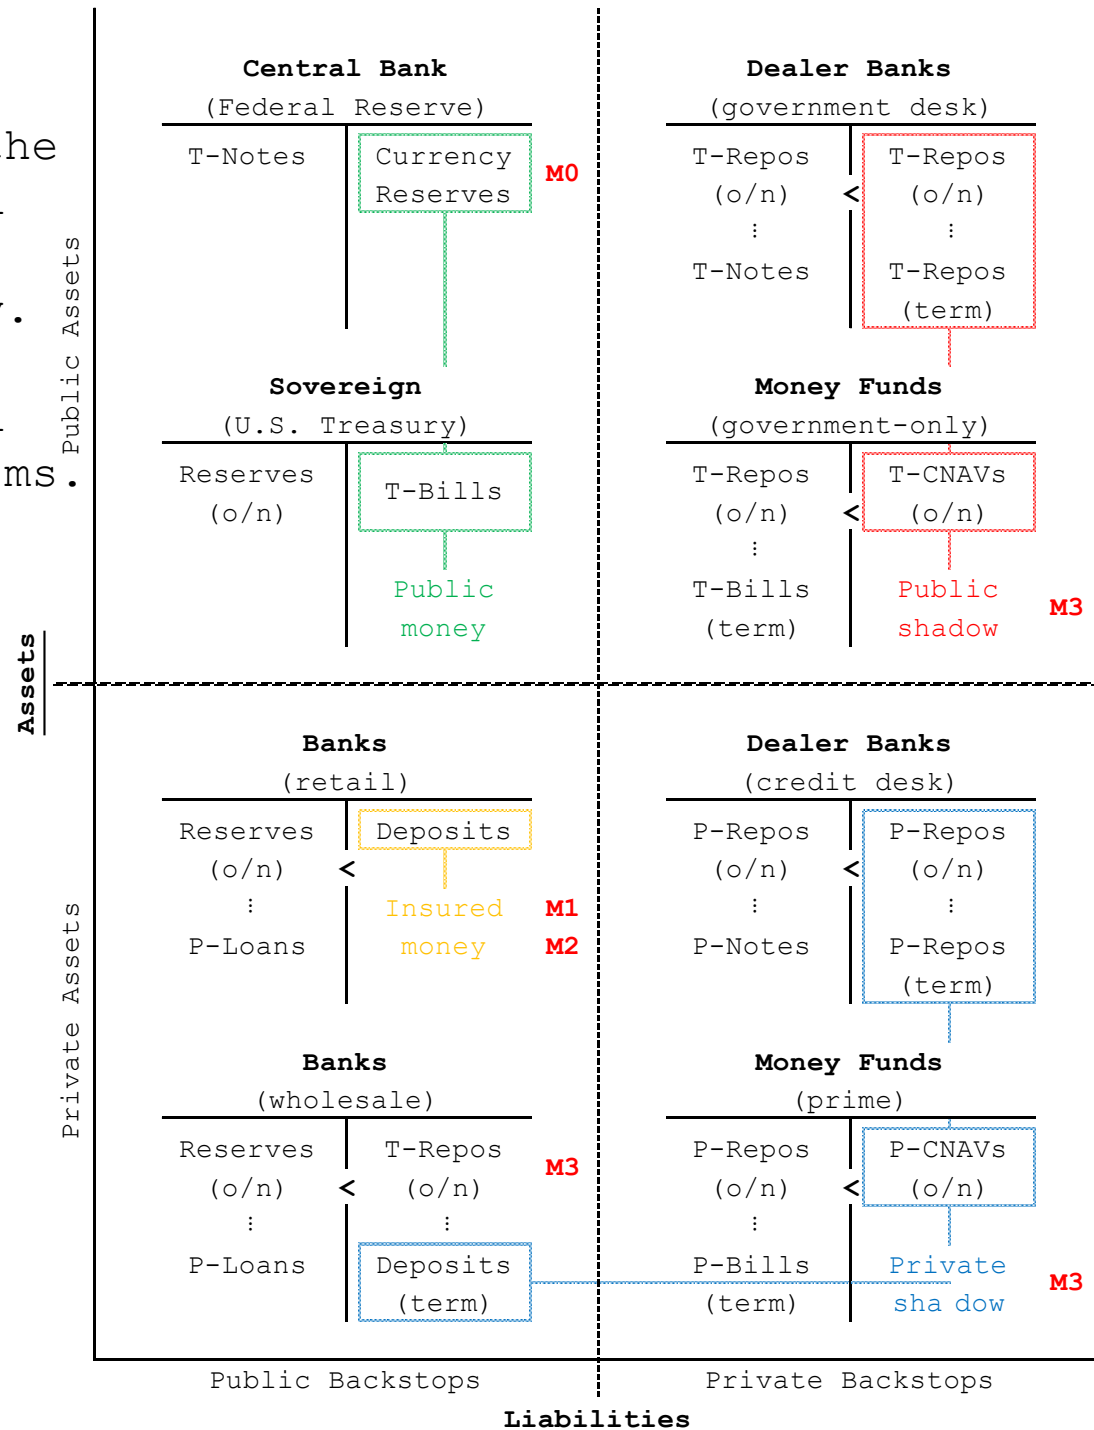 Central Bank
(Federal Reserve)
T-Notes
Currency
Reserves
M0
Sovereign
(U.S. Treasury)
Reserves
(o/n)
T-Bills
Public
money
Dealer Banks
(government desk)
T-Repos
(o/n)
⋮
T-Notes
<
T-Repos
(o/n)
⋮
T-Repos
(term)
Money Funds
(government-only)
T-Repos
(o/n)
⋮
T-Bills
(term)
<
T-CNAVs
(o/n)
Public
shadow
M3
Public Assets
ms.
Assets
Banks
(retail)
Reserves
(o/n)
⋮
P-Loans
<
Deposits
Insured
money
M1
M2
Banks
(wholesale)
Reserves
(o/n)
⋮
P-Loans
<
T-Repos
(o/n)
⋮
Deposits
(term)
M3
Dealer Banks
(credit desk)
P-Repos
(o/n)
⋮
P-Notes
<
P-Repos
(o/n)
⋮
P-Repos
(term)
Money Funds
(prime)
P-Repos
(o/n)
⋮
P-Bills
(term)
<
P-CNAVs
(o/n)
Private
sha dow
M3
Private Assets
Public Backstops
Private Backstops
Liabilities